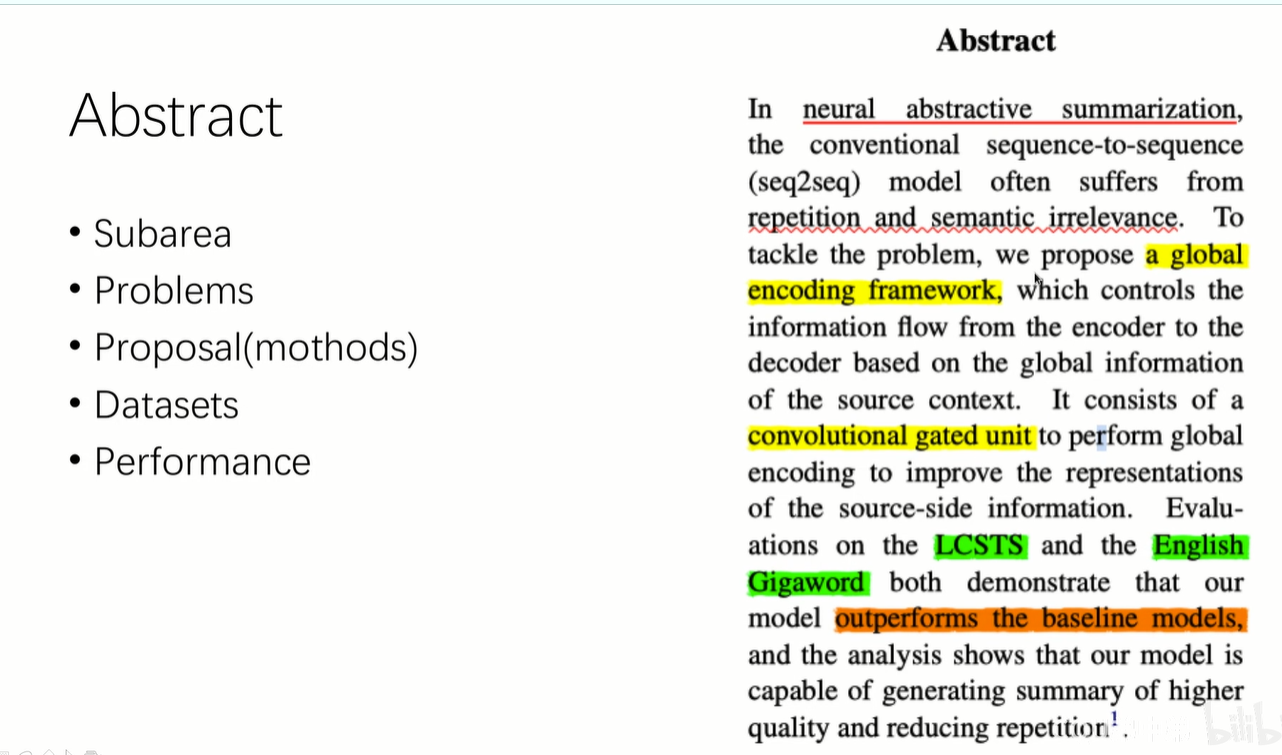 Abstract
• Subarea
• Problems
• Proposal(mothods)
• Datasets
• Performance
Abstract
In neural abstractive summarization,
the conventional sequence-to-sequence
(seq2seq) model often suffers from
repetition and semantic irrelevance. To
tackle the problem, we propose a global
encoding framework, which controls the
information flow from the encoder to the
decoder based on the global information
of the source context. It consists of a
convolutional gated unit to perform global
encoding to improve the representations
of the source-side information. Evalu-
ations on the LCSTS and the English
Gigaword both demonstrate that our
model outperforms the baseline models,
and the analysis shows that our model is
capable of generating summary of higher
quality and reducing repetition1.